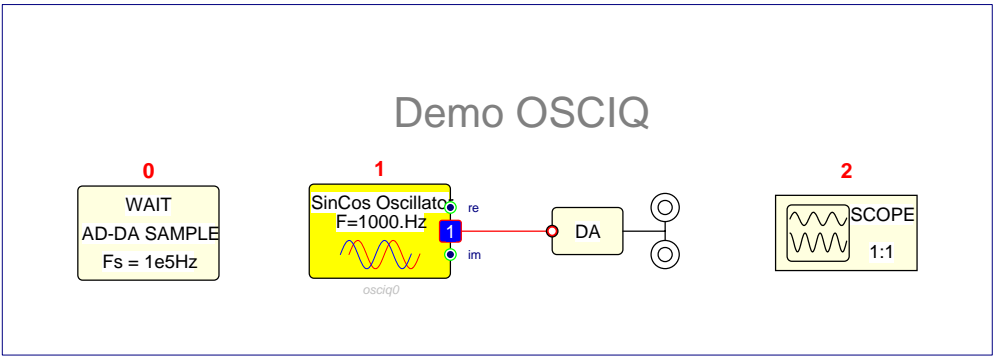 Demo OSCIQ
0
1
2
WAIT
AD-DA SAMPLE
Fs = 1e5Hz
SinCos Oscillator
F=1000.Hz
re
1
im
osciq0
DA
SCOPE
1:1